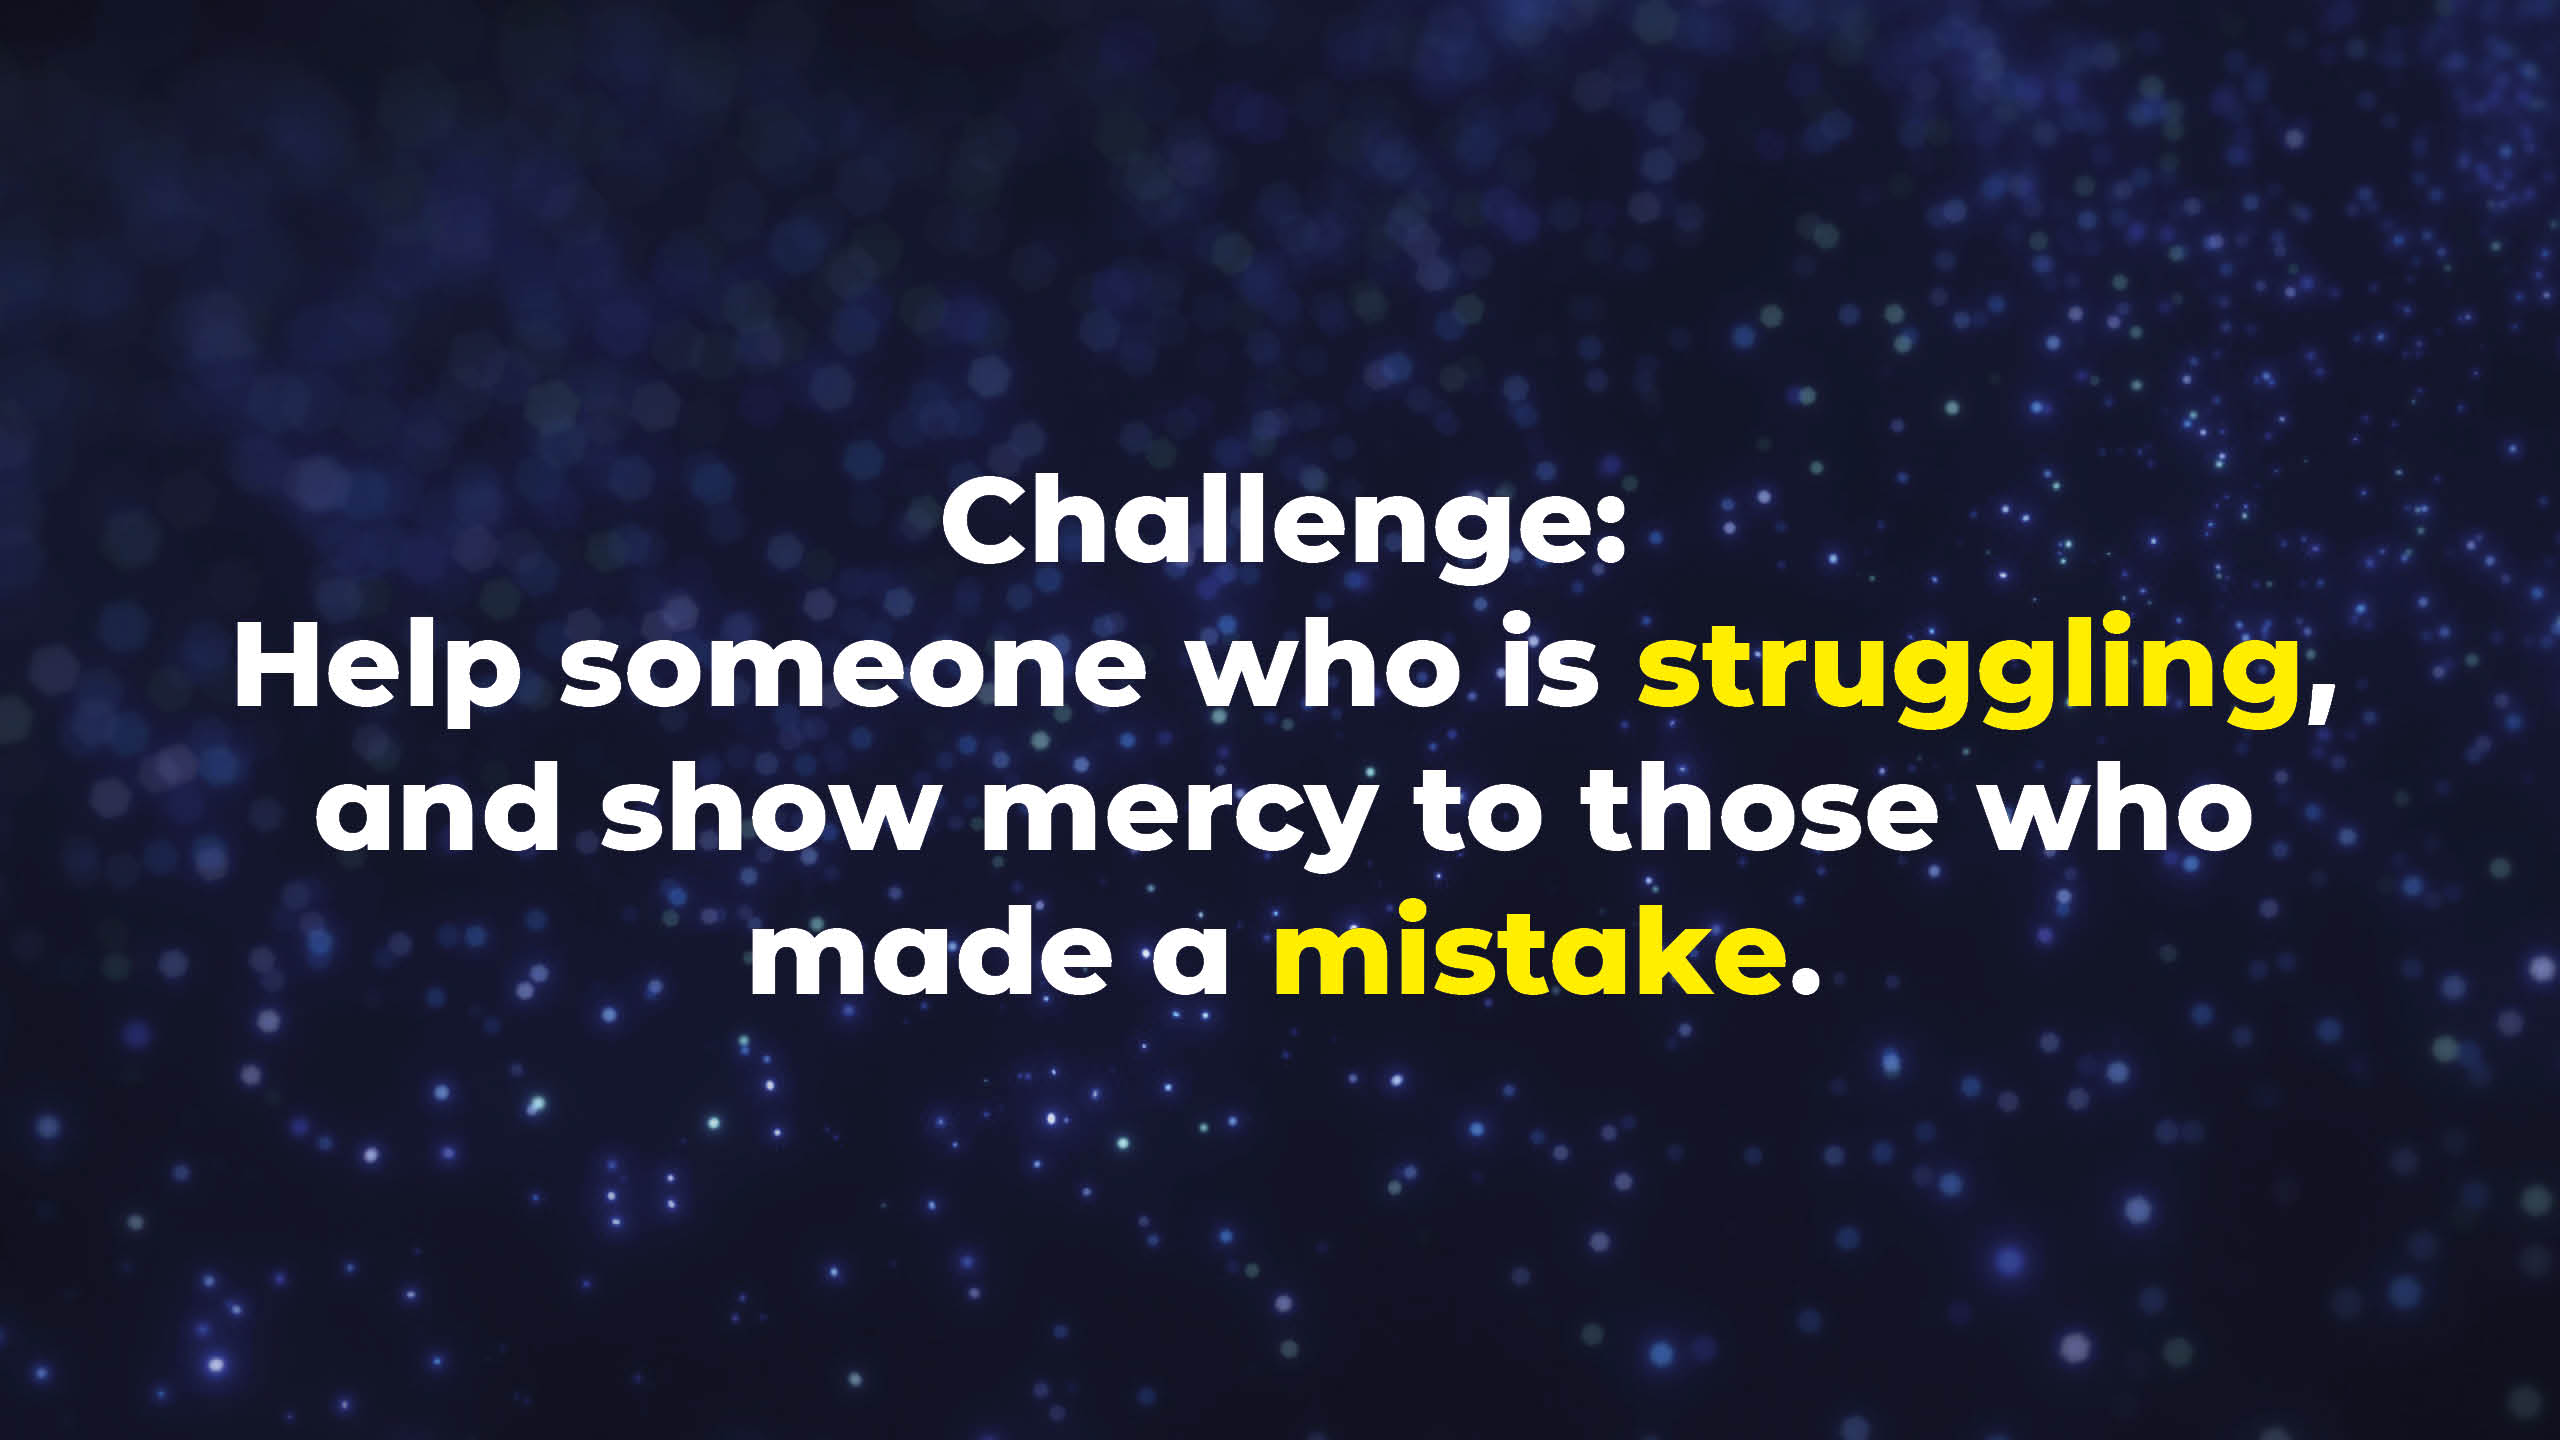 Challenge:
Help someone who is struggling,
and show mercy to those who
made a mistake.